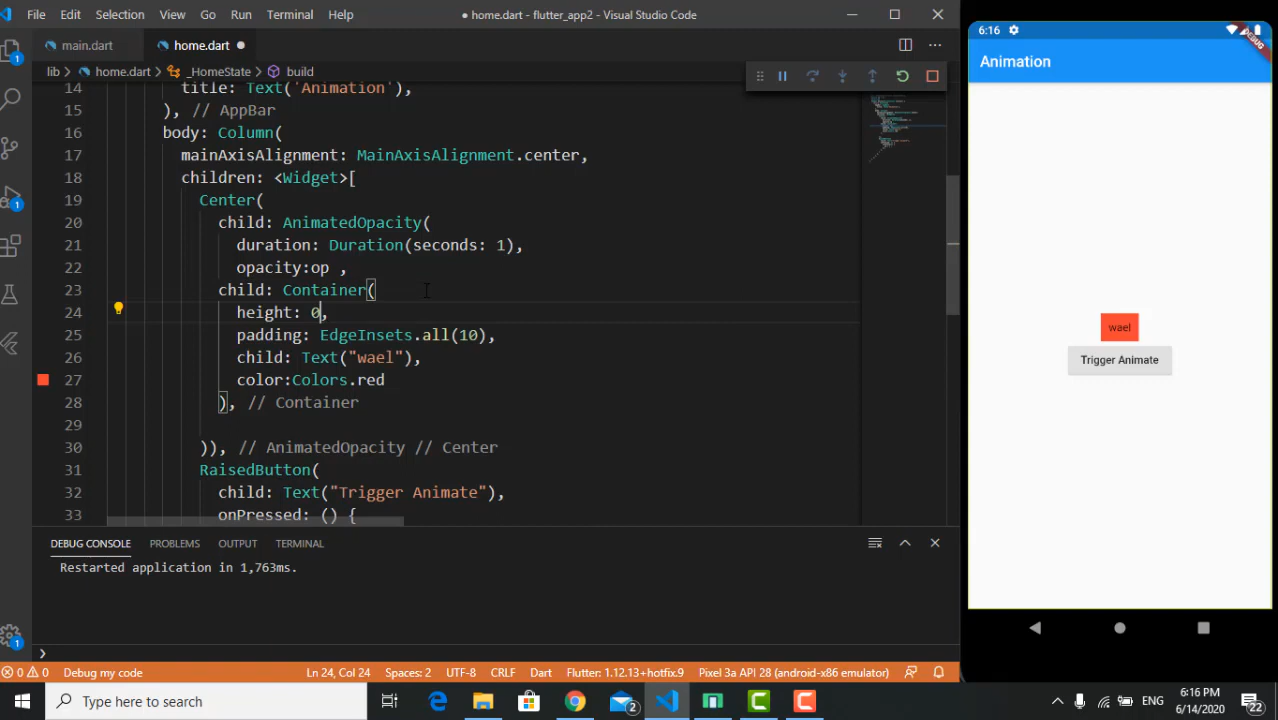 File Edit Selection View Go Run Terminal Help
● home.dart - flutter_app2 - Visual Studio Code
main.dart home.dart ●
lib > home.dart > _HomeState > build
14 title: Text('Animation'),
15 ), // AppBar
16 body: Column(
17 mainAxisAlignment: MainAxisAlignment.center,
18 children: <Widget>[
19 Center(
20 child: AnimatedOpacity(
21 duration: Duration(seconds: 1),
22 opacity:op ,
23 child: Container(
24 height: 0,
25 padding: EdgeInsets.all(10),
26 child: Text("wael"),
27 color:Colors.red
28 ), // Container
29
30 )), // AnimatedOpacity // Center
31 RaisedButton(
32 child: Text("Trigger Animate"),
33 onPressed: () {
1
1
1
DEBUG CONSOLE PROBLEMS OUTPUT TERMINAL
Restarted application in 1,763ms.
0 0 Debug my code Ln 24, Col 24 Spaces: 2 UTF-8 CRLF Dart Flutter: 1.12.13+hotfix.9 Pixel 3a API 28 (android-x86 emulator)
6:16
DEBUG
Animation
wael
Trigger Animate
Type here to search
2
ENG
6:16 PM
6/14/2020
22